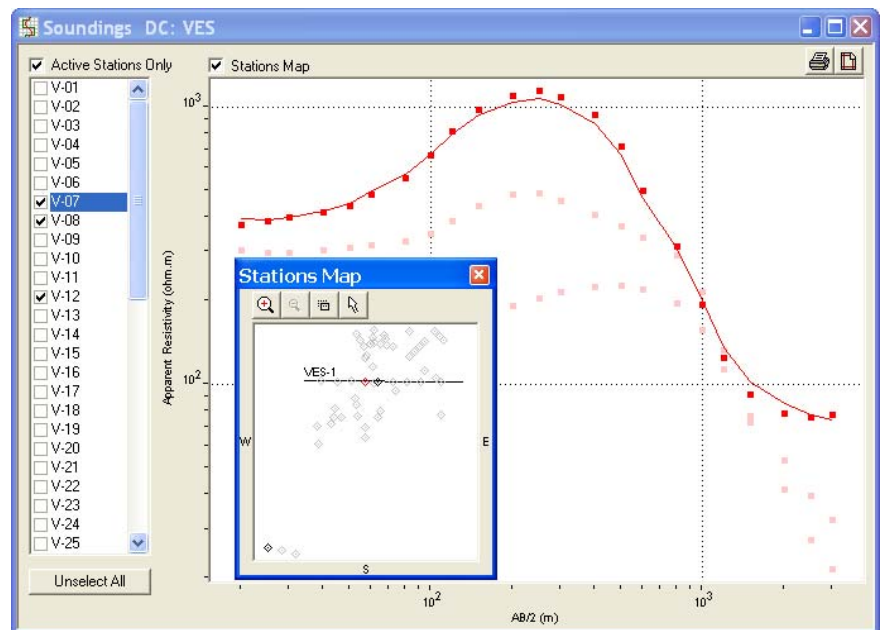 Soundings DC: VES
Active Stations Only
Stations Map
V-01
V-02
V-03
V-04
V-05
V-06
V-07
V-08
V-09
V-10
V-11
V-12
V-13
V-14
V-15
V-16
V-17
V-18
V-19
V-20
V-21
V-22
V-23
V-24
V-25
Unselect All
10³
10²
Apparent Resistivity (ohm.m)
Stations Map
VES-1
W
E
S
10²
10³
AB/2 (m)